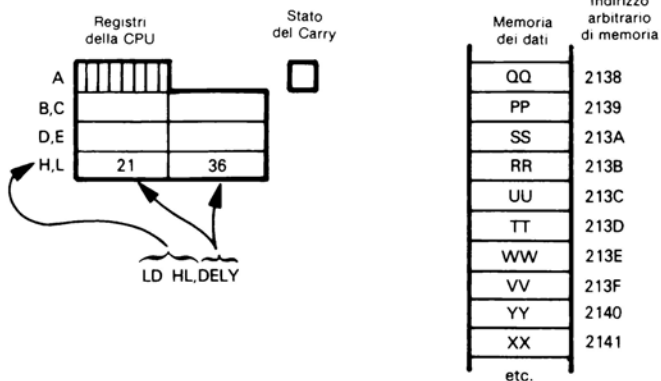 Registri
della CPU
Stato
del Carry
A
B,C
D,E
H,L 21 36
LD HL,DELY
Memoria
dei dati
Indirizzo
arbitrario
di memoria
QQ 2138
PP 2139
SS 213A
RR 213B
UU 213C
TT 213D
WW 213E
VV 213F
YY 2140
XX 2141
etc.